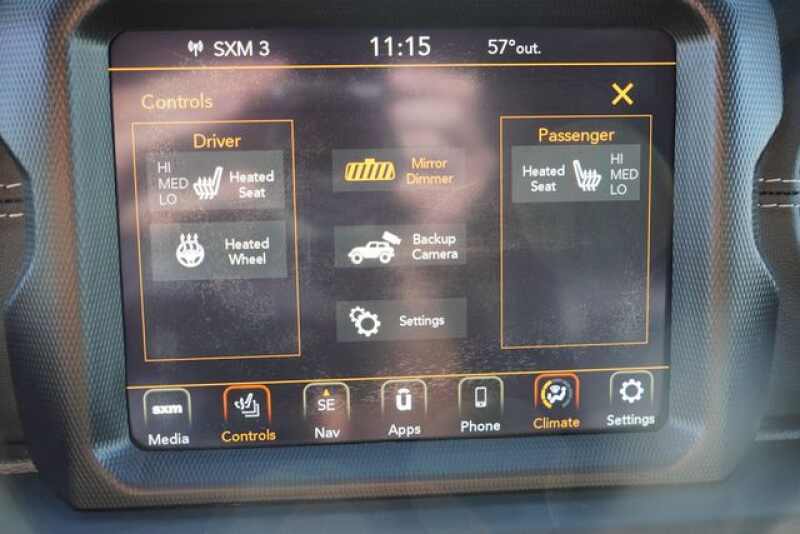 SXM 3 11:15 57°out.
Controls
Driver
HI
MED
LO
Heated
Seat
Heated
Wheel
Mirror
Dimmer
Backup
Camera
Settings
Passenger
Heated
Seat
HI
MED
LO
sxm
Media
Controls
SE
Nav
Apps
Phone
Climate
Settings